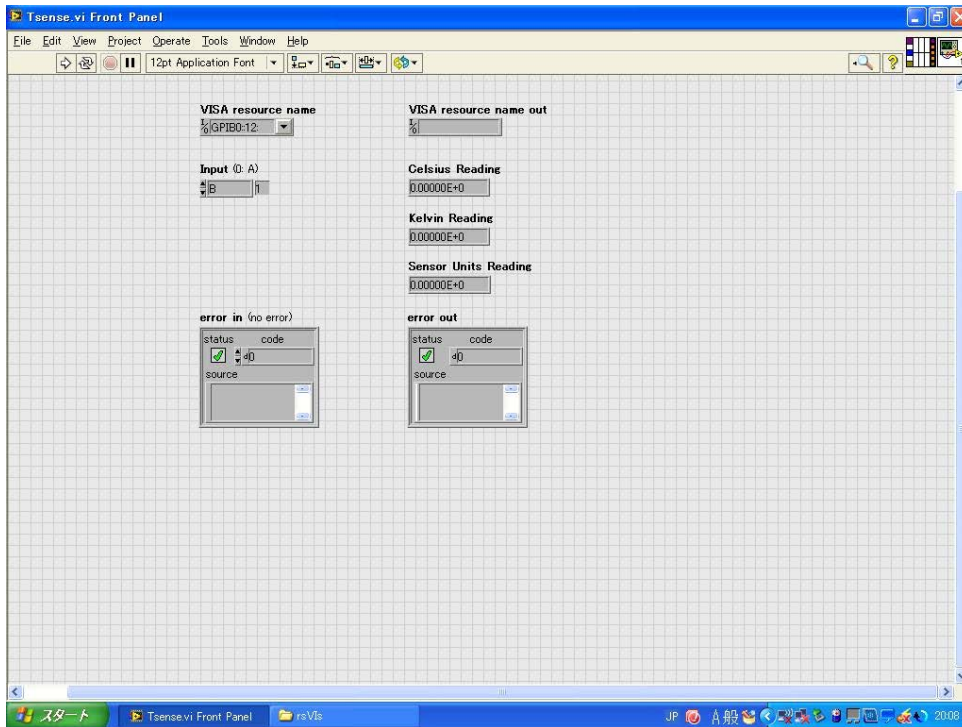 Tsense.vi Front Panel
File Edit View Project Operate Tools Window Help
12pt Application Font
VISA resource name VISA resource name out
GPIB0:12:
Input (0: A) Celsius Reading
B 1 0.00000E+0
Kelvin Reading
0.00000E+0
Sensor Units Reading
0.00000E+0
error in (no error) error out
status code status code
d0 d0
source source
スタート Tsense.vi Front Panel rsVIs JP A 般 20:08